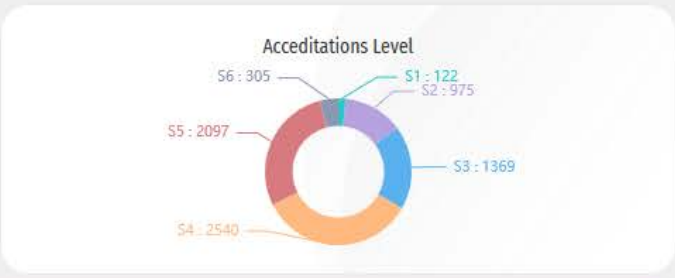 Acceditations Level
S6 : 305
S1 : 122
S2 : 975
S5 : 2097
S3 : 1369
S4 : 2540